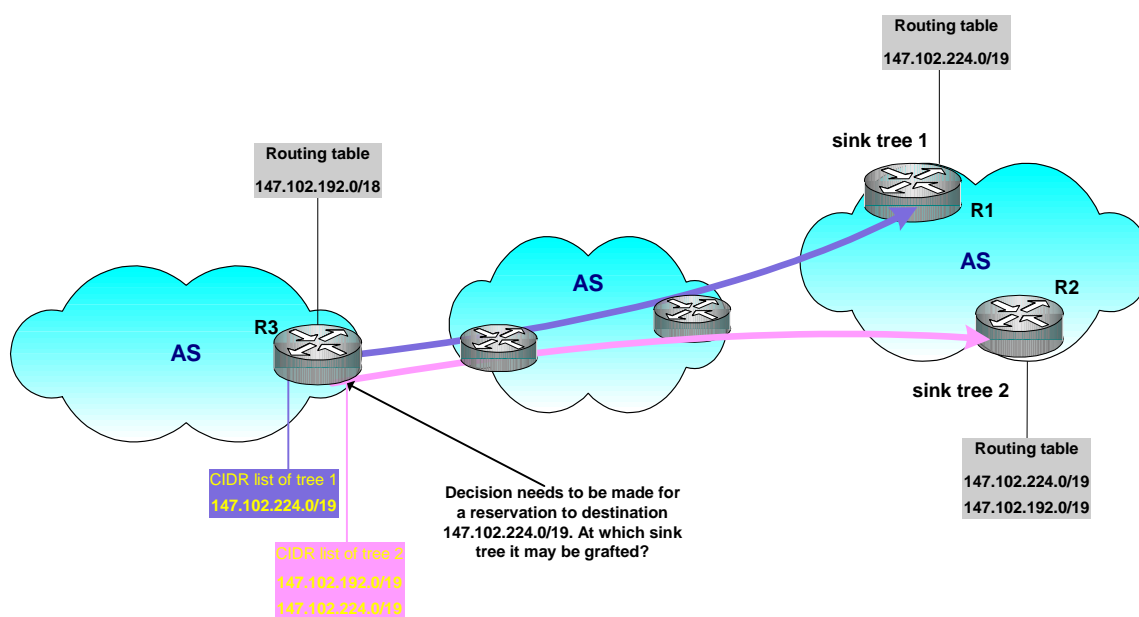 Routing table
147.102.224.0/19
sink tree 1
Routing table
147.102.192.0/18
R1
AS
AS
R2
R3
AS
sink tree 2
Routing table
147.102.224.0/19
147.102.192.0/19
CIDR list of tree 1
147.102.224.0/19
Decision needs to be made for
a reservation to destination
147.102.224.0/19. At which sink
tree it may be grafted?
CIDR list of tree 2
147.102.192.0/19
147.102.224.0/19